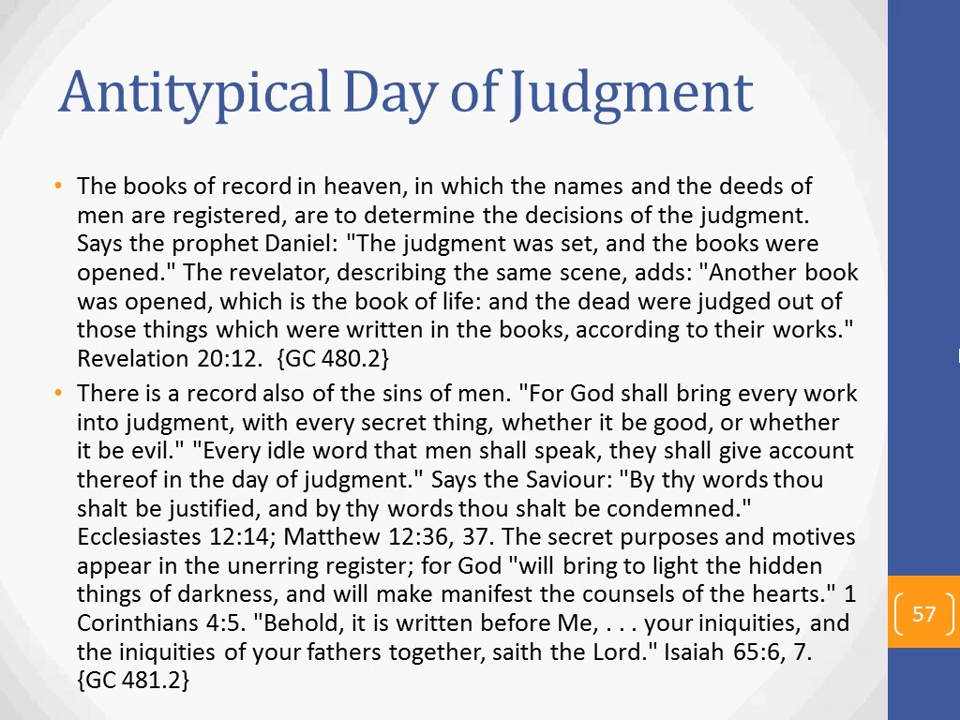 Antitypical Day of Judgment
• The books of record in heaven, in which the names and the deeds of
men are registered, are to determine the decisions of the judgment.
Says the prophet Daniel: "The judgment was set, and the books were
opened." The revelator, describing the same scene, adds: "Another book
was opened, which is the book of life: and the dead were judged out of
those things which were written in the books, according to their works."
Revelation 20:12.  {GC 480.2}
• There is a record also of the sins of men. "For God shall bring every work
into judgment, with every secret thing, whether it be good, or whether
it be evil." "Every idle word that men shall speak, they shall give account
thereof in the day of judgment." Says the Saviour: "By thy words thou
shalt be justified, and by thy words thou shalt be condemned."
Ecclesiastes 12:14; Matthew 12:36, 37. The secret purposes and motives
appear in the unerring register; for God "will bring to light the hidden
things of darkness, and will make manifest the counsels of the hearts." 1
Corinthians 4:5. "Behold, it is written before Me, . . . your iniquities, and
the iniquities of your fathers together, saith the Lord." Isaiah 65:6, 7.
{GC 481.2}
57